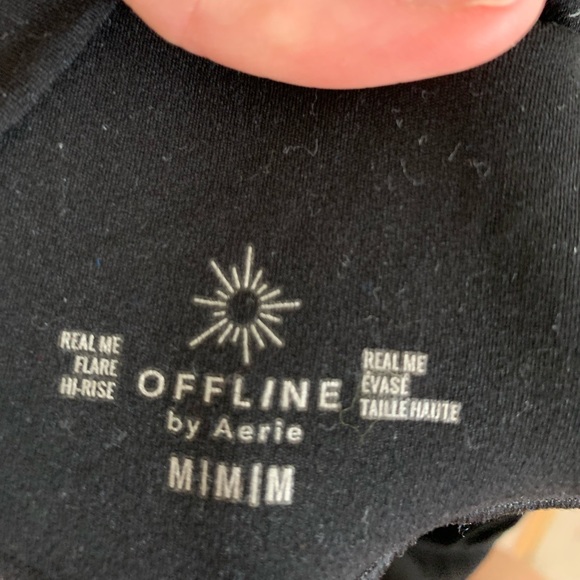 REAL ME
FLARE
HI-RISE
OFFLINE
by Aerie
M|M|M
REAL ME
ÉVASÉ
TAILLE HAUTE